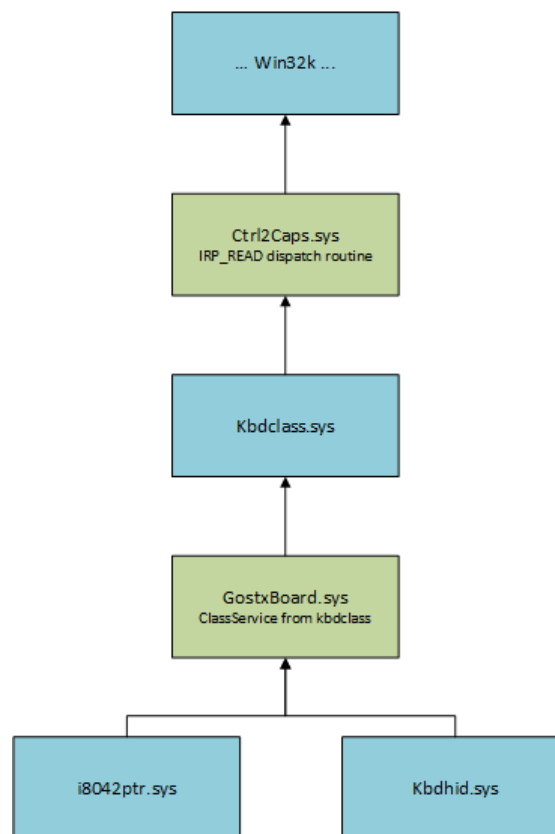 ... Win32k ...
Ctrl2Caps.sys
IRP_READ dispatch routine
Kbdclass.sys
GostxBoard.sys
ClassService from kbdclass
i8042ptr.sys
Kbdhid.sys